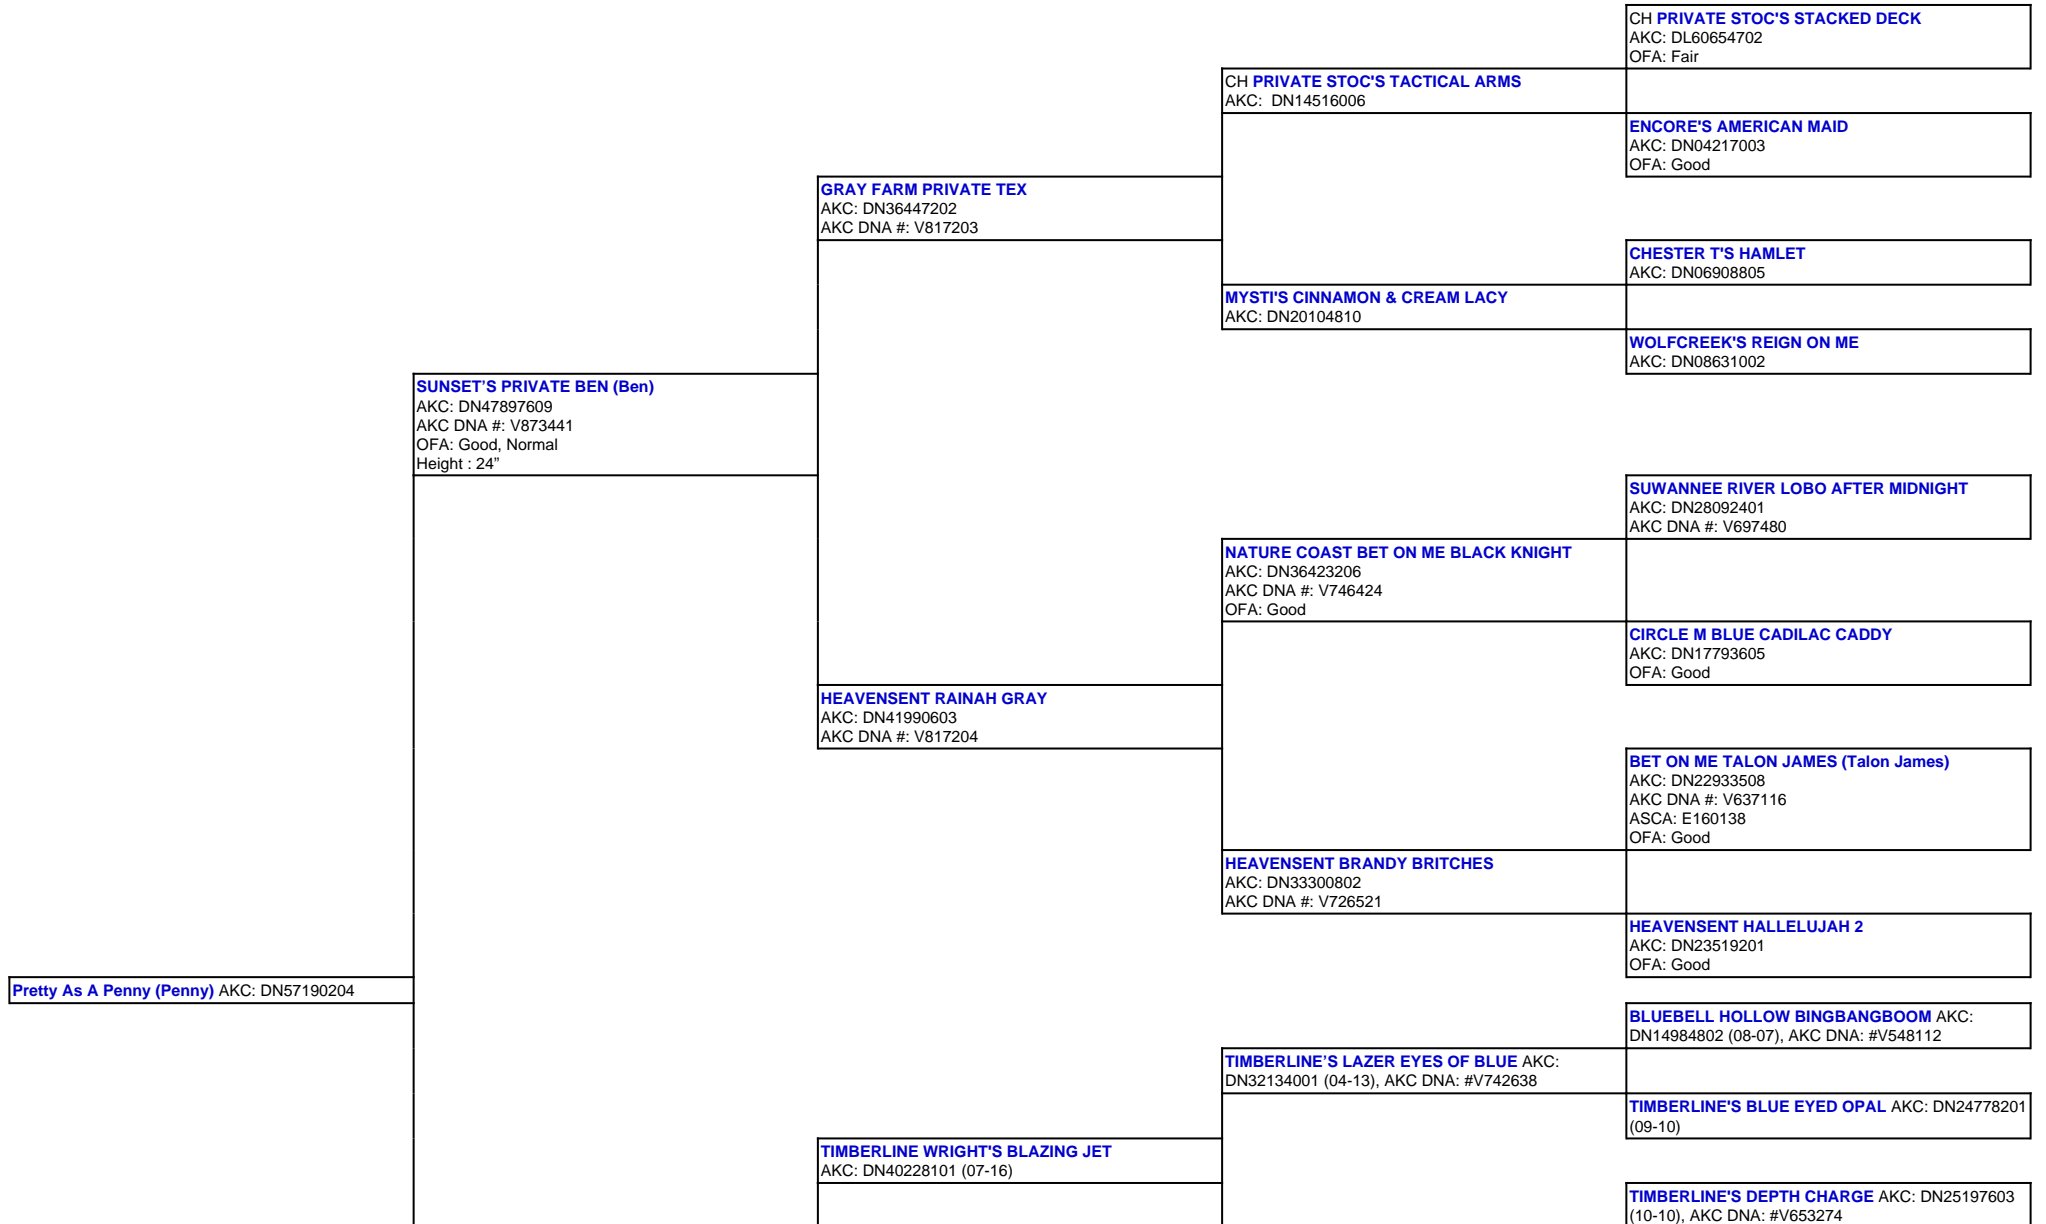 CH PRIVATE STOC'S STACKED DECK
AKC: DL60654702
OFA: Fair
CH PRIVATE STOC'S TACTICAL ARMS
AKC:  DN14516006
ENCORE'S AMERICAN MAID
AKC: DN04217003
OFA: Good
GRAY FARM PRIVATE TEX
AKC: DN36447202
AKC DNA #: V817203
CHESTER T'S HAMLET
AKC: DN06908805
MYSTI'S CINNAMON & CREAM LACY
AKC: DN20104810
WOLFCREEK'S REIGN ON ME
AKC: DN08631002
SUNSET’S PRIVATE BEN (Ben)
AKC: DN47897609
AKC DNA #: V873441
OFA: Good, Normal
Height : 24”
SUWANNEE RIVER LOBO AFTER MIDNIGHT
AKC: DN28092401
AKC DNA #: V697480
NATURE COAST BET ON ME BLACK KNIGHT
AKC: DN36423206
AKC DNA #: V746424
OFA: Good
CIRCLE M BLUE CADILAC CADDY
AKC: DN17793605
OFA: Good
HEAVENSENT RAINAH GRAY
AKC: DN41990603
AKC DNA #: V817204
BET ON ME TALON JAMES (Talon James)
AKC: DN22933508
AKC DNA #: V637116
ASCA: E160138
OFA: Good
HEAVENSENT BRANDY BRITCHES
AKC: DN33300802
AKC DNA #: V726521
HEAVENSENT HALLELUJAH 2
AKC: DN23519201
OFA: Good
Pretty As A Penny (Penny) AKC: DN57190204
BLUEBELL HOLLOW BINGBANGBOOM AKC:
DN14984802 (08-07), AKC DNA: #V548112
TIMBERLINE’S LAZER EYES OF BLUE AKC:
DN32134001 (04-13), AKC DNA: #V742638
TIMBERLINE'S BLUE EYED OPAL AKC: DN24778201
(09-10)
TIMBERLINE WRIGHT'S BLAZING JET
AKC: DN40228101 (07-16)
TIMBERLINE'S DEPTH CHARGE AKC: DN25197603
(10-10), AKC DNA: #V653274